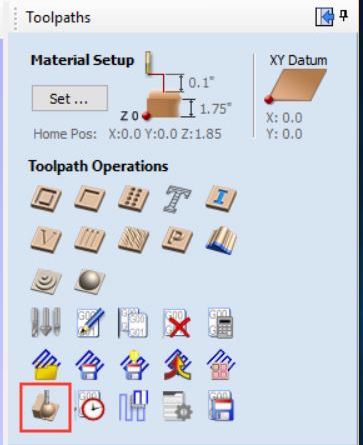 Toolpaths
Material Setup
XY Datum
0.1"
Set ...
1.75"
Z 0
X: 0.0
Home Pos: X:0.0 Y:0.0 Z:1.85
Y: 0.0
Toolpath Operations